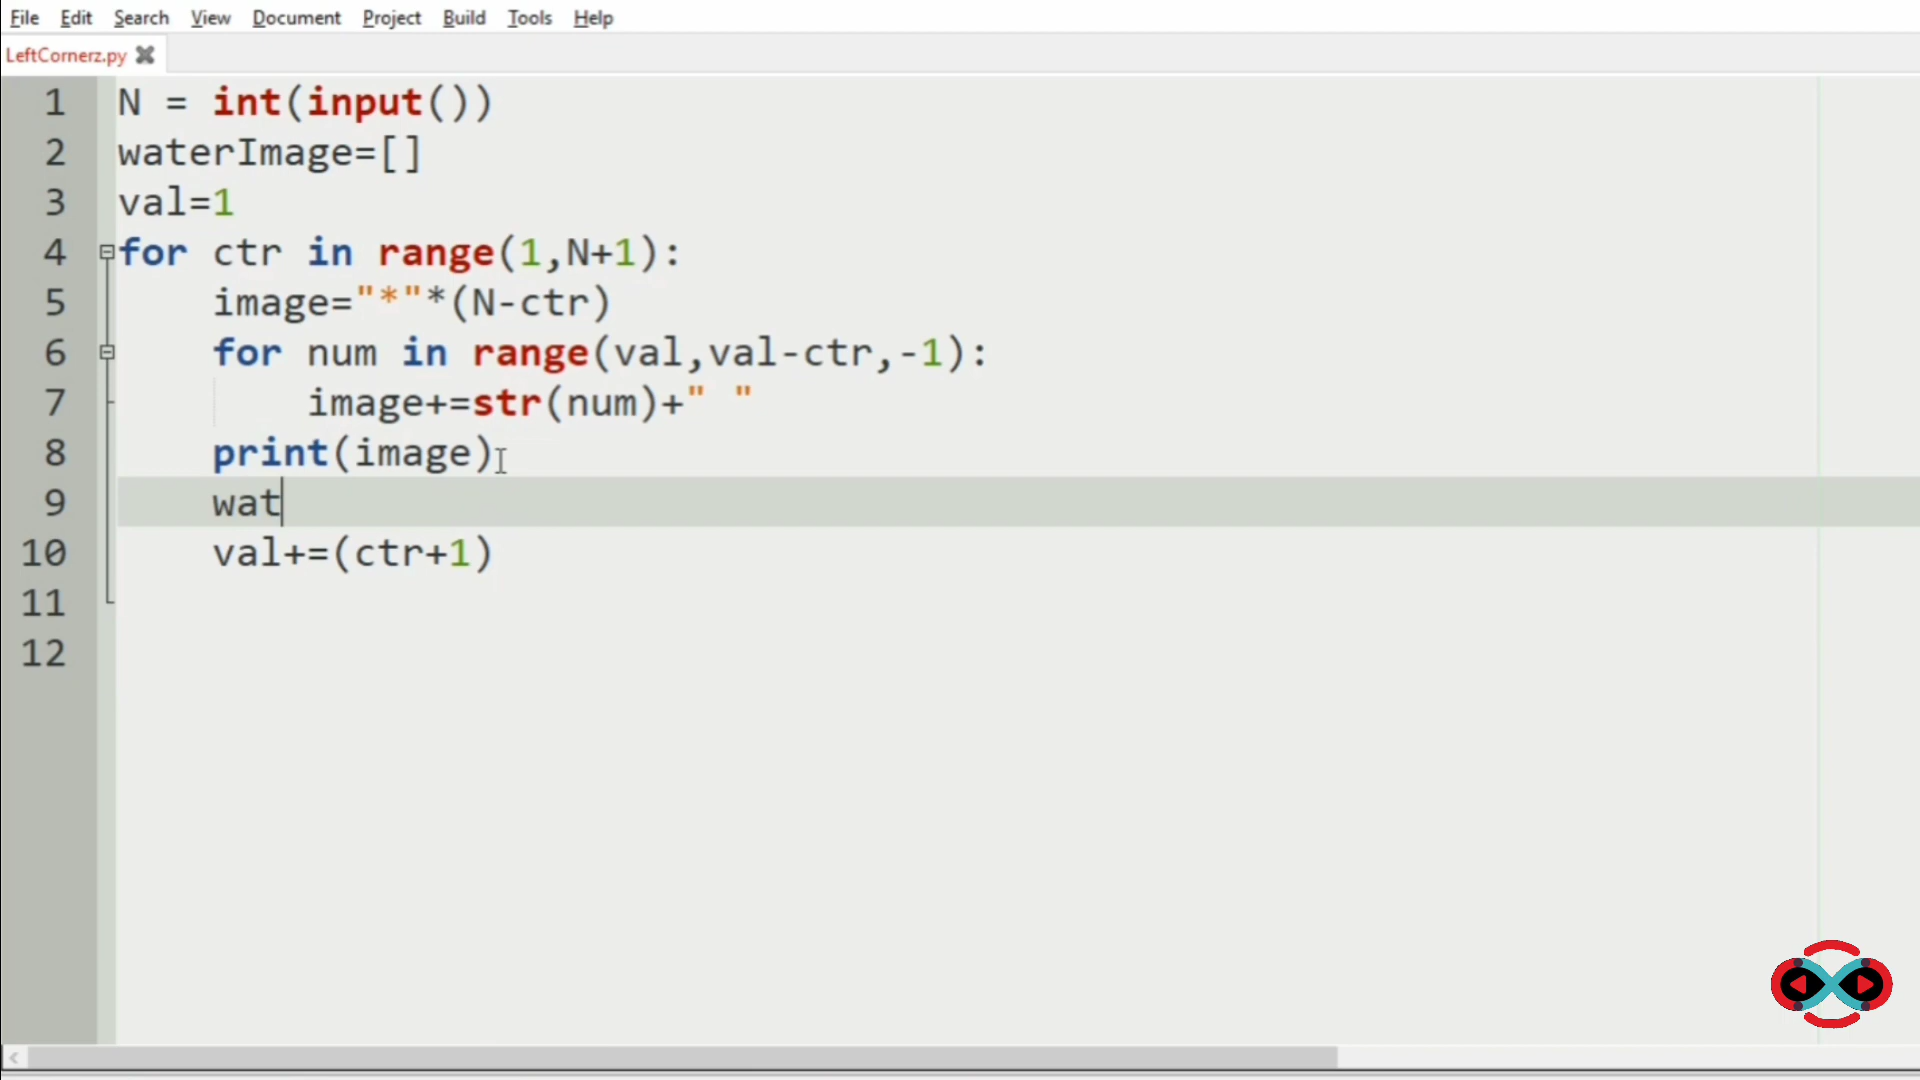 File Edit Search View Document Project Build Tools Help
LeftCornerz.py
1 N = int(input())
2 waterImage=[]
3 val=1
4 for ctr in range(1,N+1):
5     image="*"*(N-ctr)
6     for num in range(val,val-ctr,-1):
7         image+=str(num)+" "
8     print(image)
9     wat
10     val+=(ctr+1)
11
12